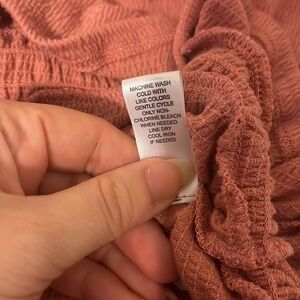 MACHINE WASH
COLD WITH
LIKE COLORS
GENTLE CYCLE
ONLY NON-
CHLORINE BLEACH
WHEN NEEDED
LINE DRY
COOL IRON
IF NEEDED